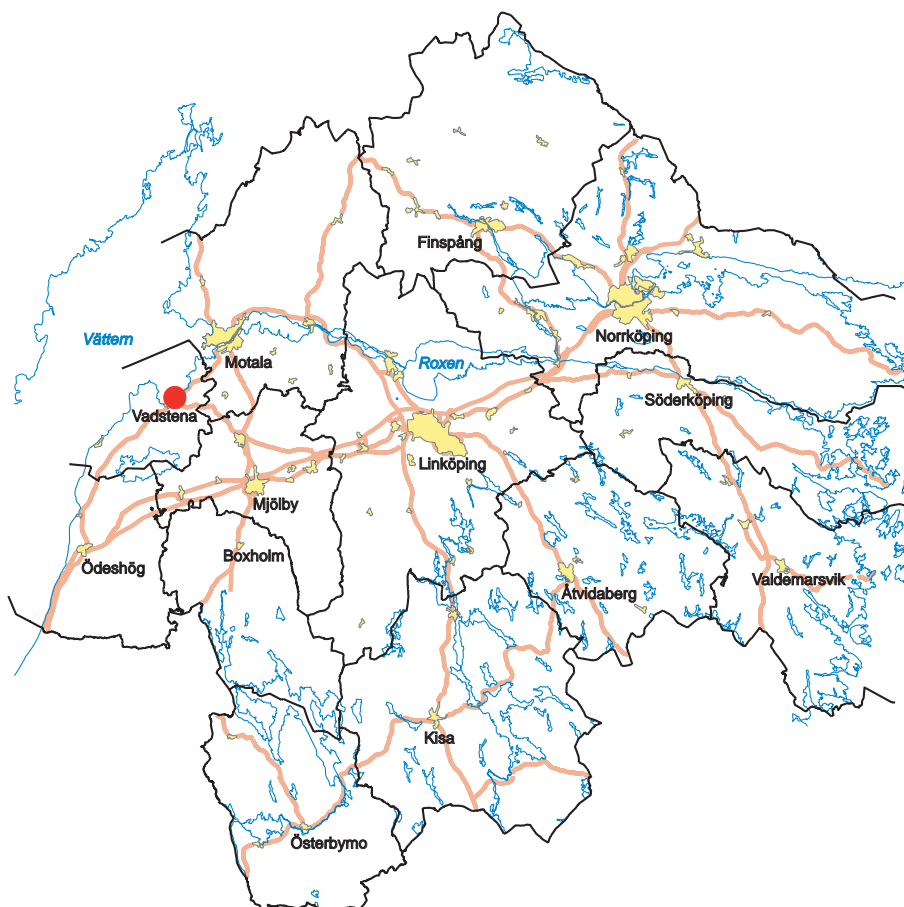 Finspång
Norrköping
Vättern
Motala
Roxen
Söderköping
Vadstena
Linköping
Mjölby
Boxholm
Ödeshög
Åtvidaberg
Valdemarsvik
Kisa
Österbymo